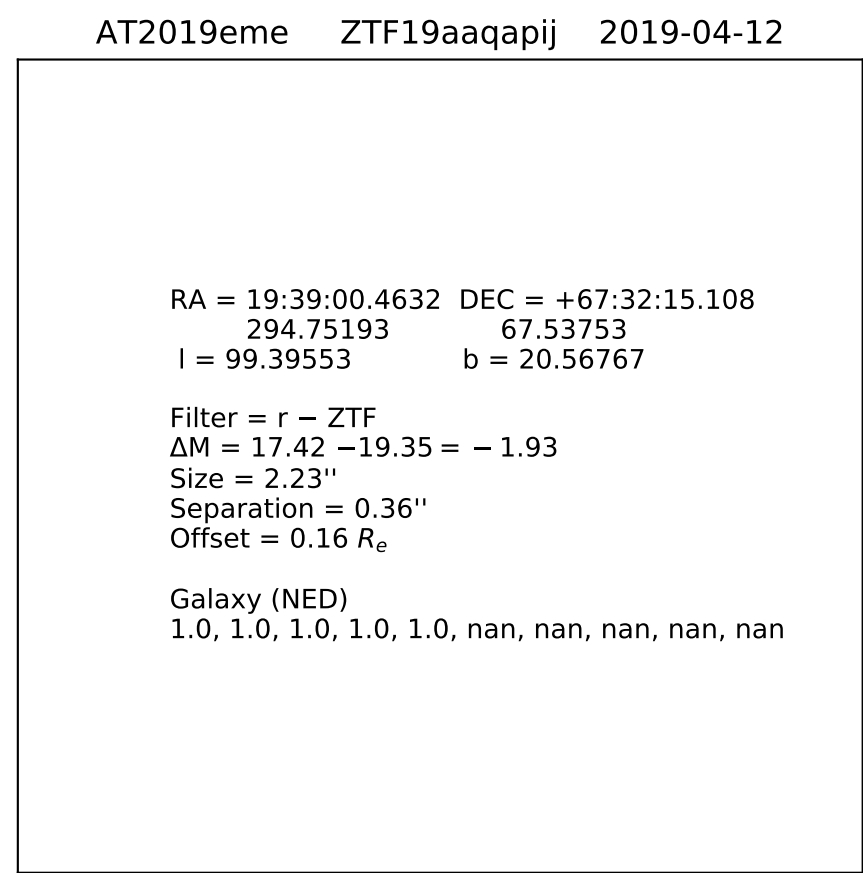 AT2019eme ZTF19aaqapij 2019-04-12
RA = 19:39:00.4632 DEC = +67:32:15.108
294.75193 67.53753
l = 99.39553 b = 20.56767
Filter = r − ZTF
ΔM = 17.42 −19.35 = − 1.93
Size = 2.23''
Separation = 0.36''
Offset = 0.16 Re
Galaxy (NED)
1.0, 1.0, 1.0, 1.0, 1.0, nan, nan, nan, nan, nan